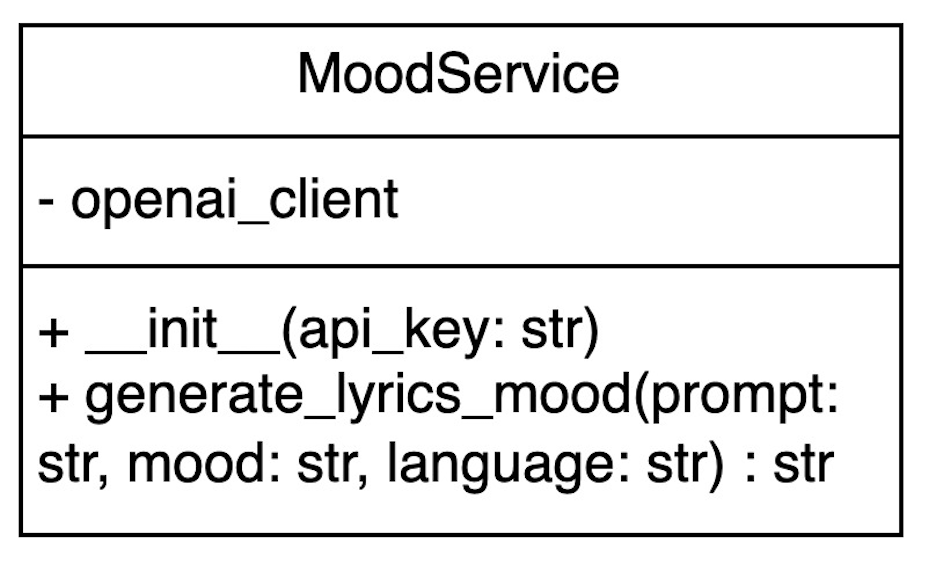 MoodService
- openai_client
+ __init__(api_key: str)
+ generate_lyrics_mood(prompt:
str, mood: str, language: str) : str